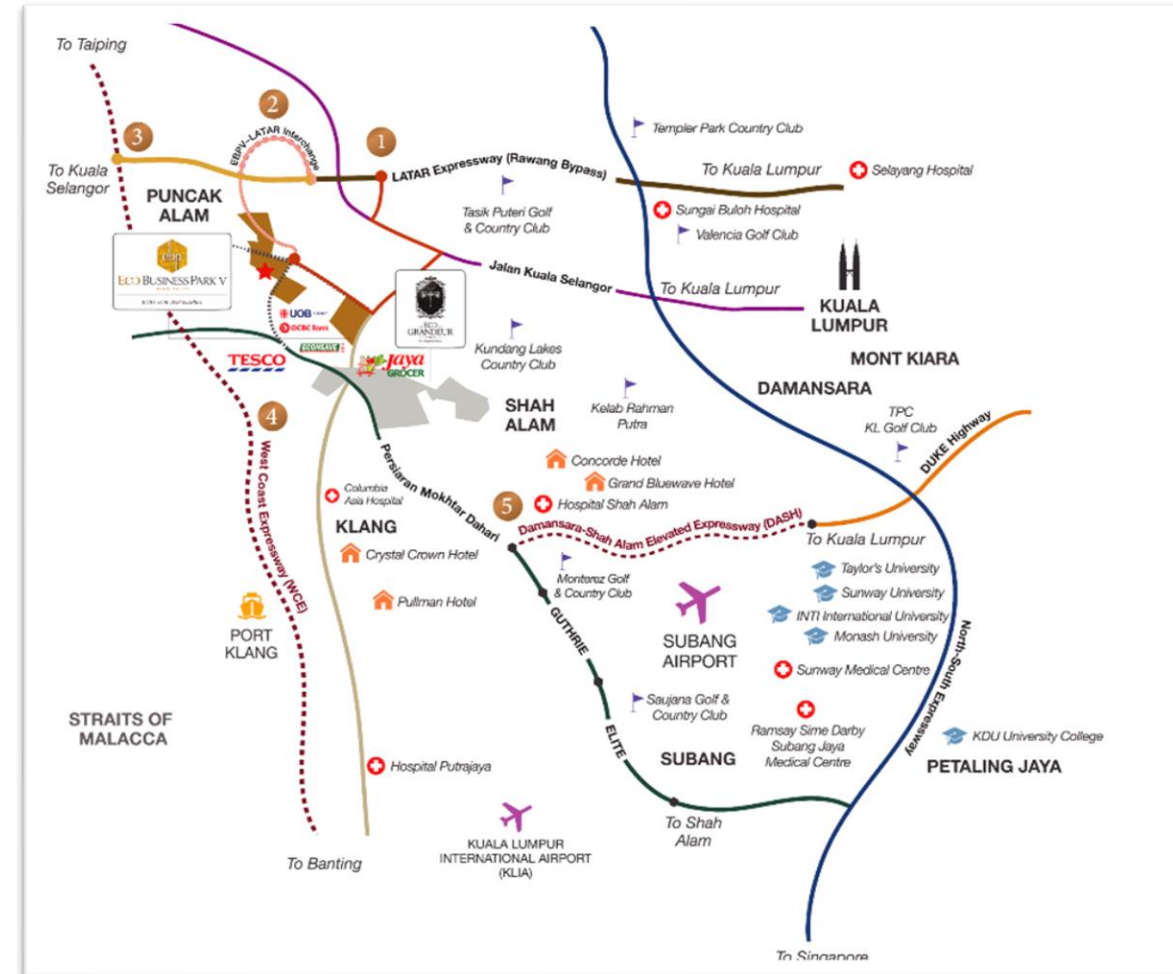 To Taiping
2
3
1
EBPV–LATAR Interchange
LATAR Expressway (Rawang Bypass)
To Kuala
Selangor
PUNCAK
ALAM
Templer Park Country Club
To Kuala Lumpur
Selayang Hospital
Tasik Puteri Golf
& Country Club
Sungai Buloh Hospital
Valencia Golf Club
ebp
ECO BUSINESS PARK V
Jalan Kuala Selangor
To Kuala Lumpur
KUALA
LUMPUR
ECO
GRANDEUR
UOB
OCBC Bank
ECONSAVE
TESCO
Jaya
GROCER
Kundang Lakes
Country Club
MONT KIARA
DAMANSARA
SHAH
ALAM
Kelab Rahman
Putra
TPC
KL Golf Club
DUKE Highway
4
West Coast Expressway (WCE)
Persiaran Mokhtar Dahari
Concorde Hotel
Grand Bluewave Hotel
Columbia
Asia Hospital
5
Hospital Shah Alam
Damansara-Shah Alam Elevated Expressway (DASH)
KLANG
To Kuala Lumpur
Crystal Crown Hotel
Monterez Golf
& Country Club
Taylor's University
Sunway University
Pullman Hotel
INTI International University
Monash University
GUTHRIE
PORT
KLANG
SUBANG
AIRPORT
North-South Expressway
Sunway Medical Centre
Saujana Golf &
Country Club
STRAITS OF
MALACCA
Ramsay Sime Darby
Subang Jaya
Medical Centre
ELITE
KDU University College
SUBANG
PETALING JAYA
Hospital Putrajaya
To Shah
Alam
KUALA LUMPUR
INTERNATIONAL AIRPORT
(KLIA)
To Banting
To Singapore